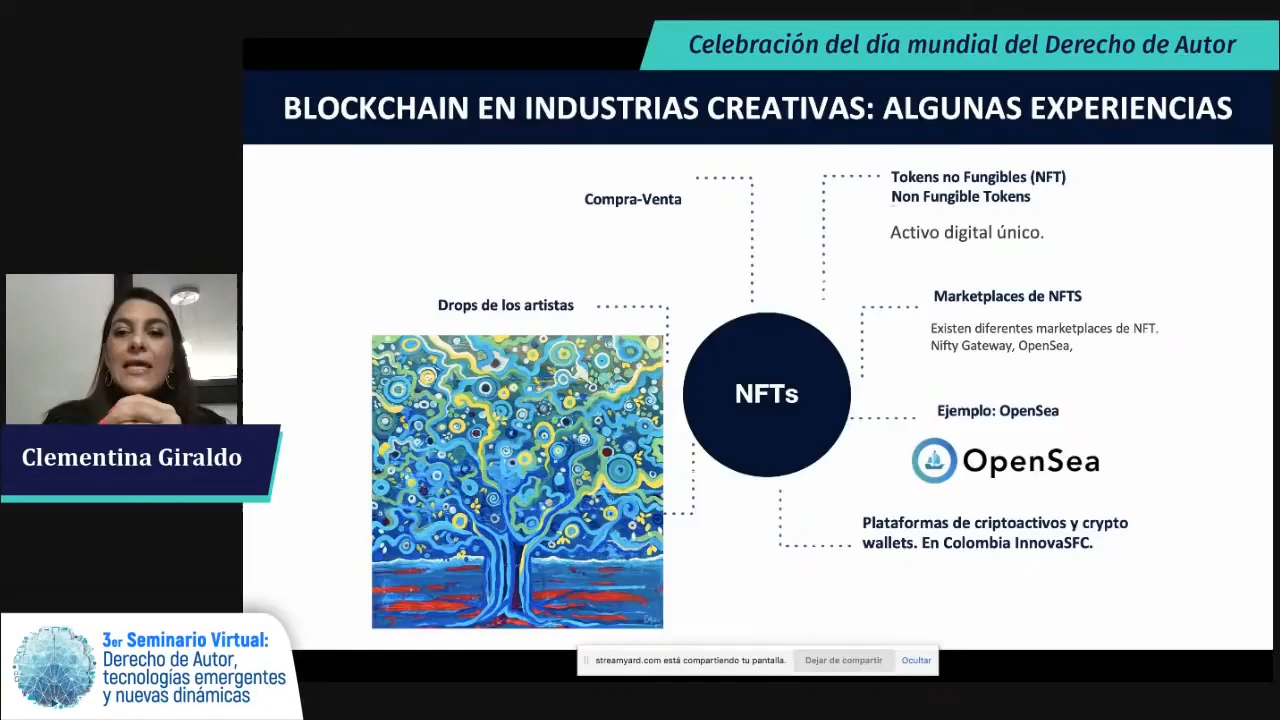 Celebración del día mundial del Derecho de Autor
BLOCKCHAIN EN INDUSTRIAS CREATIVAS: ALGUNAS EXPERIENCIAS
Compra-Venta
Tokens no Fungibles (NFT)
Non Fungible Tokens
Activo digital único.
Drops de los artistas
Marketplaces de NFTS
Existen diferentes marketplaces de NFT.
Nifty Gateway, OpenSea,
NFTs
Ejemplo: OpenSea
OpenSea
Plataformas de criptoactivos y crypto
wallets. En Colombia InnovaSFC.
Clementina Giraldo
3er Seminario Virtual:
Derecho de Autor,
tecnologías emergentes
y nuevas dinámicas
streamyard.com está compartiendo tu pantalla.
Dejar de compartir
Ocultar